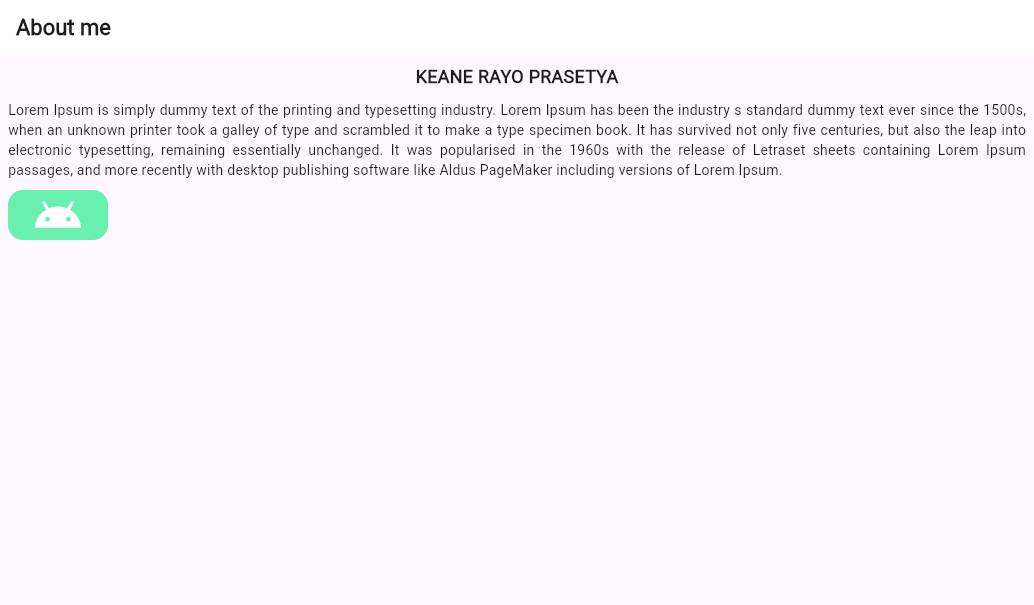 About me
KEANE RAYO PRASETYA
Lorem Ipsum is simply dummy text of the printing and typesetting industry. Lorem Ipsum has been the industry s standard dummy text ever since the 1500s,
when an unknown printer took a galley of type and scrambled it to make a type specimen book. It has survived not only five centuries, but also the leap into
electronic typesetting, remaining essentially unchanged. It was popularised in the 1960s with the release of Letraset sheets containing Lorem Ipsum
passages, and more recently with desktop publishing software like Aldus PageMaker including versions of Lorem Ipsum.